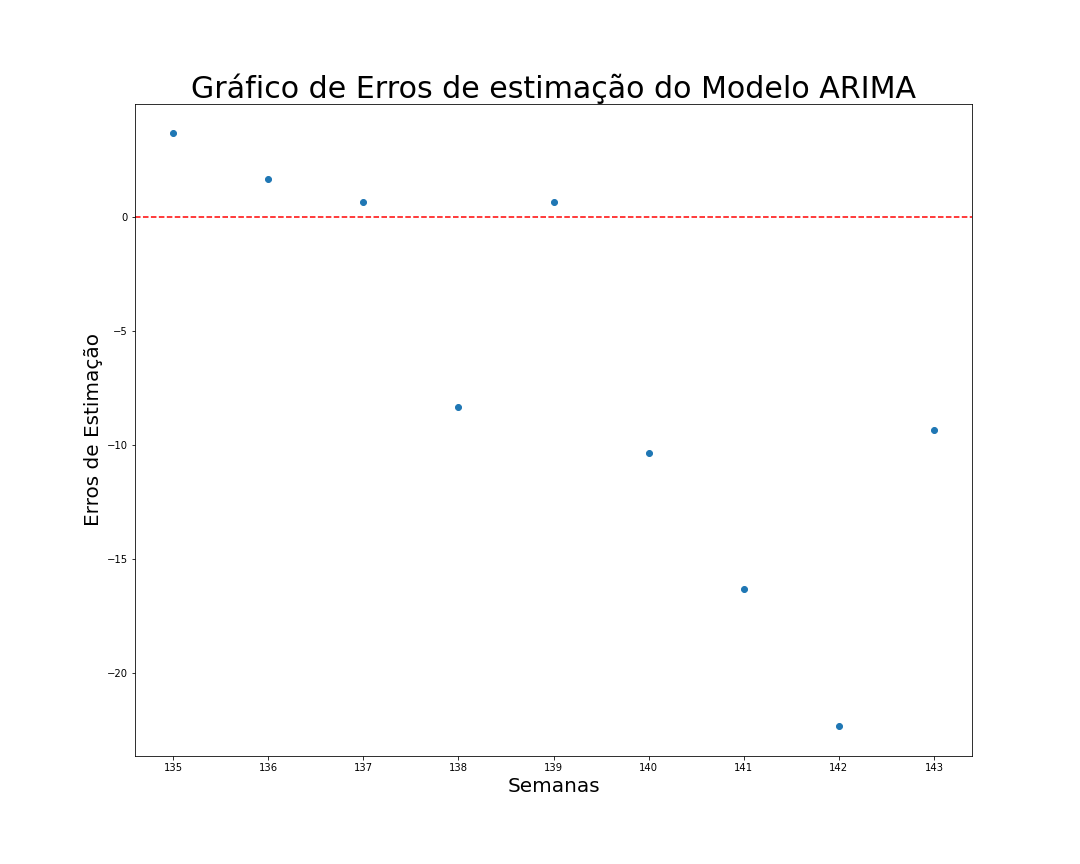 Gráfico de Erros de estimação do Modelo ARIMA
Erros de Estimação
0
−5
−10
−15
−20
135 136 137 138 139 140 141 142 143
Semanas